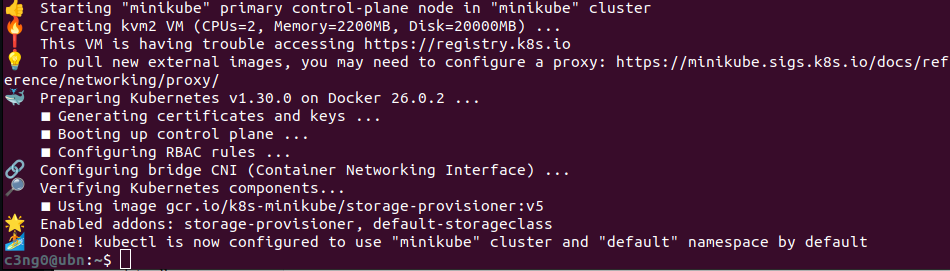 👍 Starting "minikube" primary control-plane node in "minikube" cluster
🔥 Creating kvm2 VM (CPUs=2, Memory=2200MB, Disk=20000MB) ...
❗ This VM is having trouble accessing https://registry.k8s.io
💡 To pull new external images, you may need to configure a proxy: https://minikube.sigs.k8s.io/docs/ref
erence/networking/proxy/
🐳 Preparing Kubernetes v1.30.0 on Docker 26.0.2 ...
▪ Generating certificates and keys ...
▪ Booting up control plane ...
▪ Configuring RBAC rules ...
🔗 Configuring bridge CNI (Container Networking Interface) ...
🔎 Verifying Kubernetes components...
▪ Using image gcr.io/k8s-minikube/storage-provisioner:v5
🌟 Enabled addons: storage-provisioner, default-storageclass
🏄 Done! kubectl is now configured to use "minikube" cluster and "default" namespace by default
c3ng0@ubn:~$